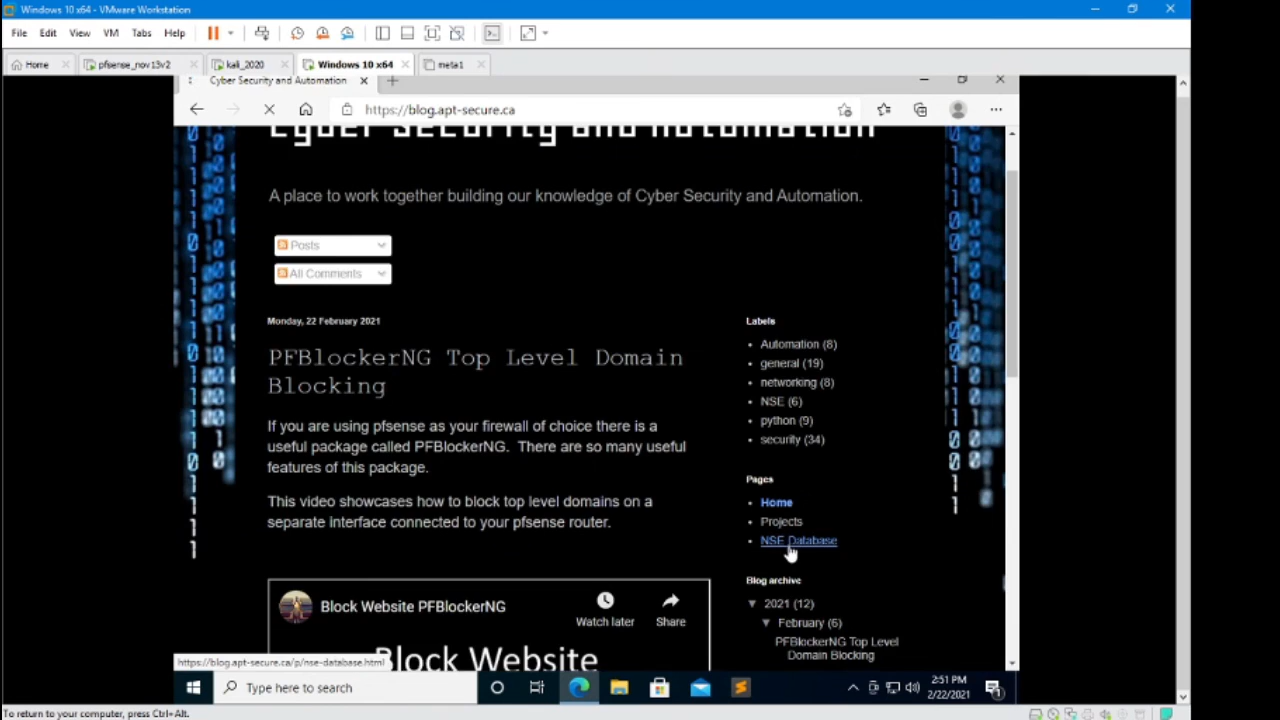 Windows 10 x64 - VMware Workstation
File Edit View VM Tabs Help
Home pfsense_nov13v2 kali_2020 Windows 10 x64 meta1
Cyber Security and Automation
https://blog.apt-secure.ca
Cyber Security and Automation
A place to work together building our knowledge of Cyber Security and Automation.
Posts
All Comments
Monday, 22 February 2021
PFBlockerNG Top Level Domain
Blocking
If you are using pfsense as your firewall of choice there is a
useful package called PFBlockerNG. There are so many useful
features of this package.
This video showcases how to block top level domains on a
separate interface connected to your pfsense router.
Block Website PFBlockerNG
Watch later
Share
Block Website
Labels
Automation (8)
general (19)
networking (8)
NSE (6)
python (9)
security (34)
Pages
Home
Projects
NSE Database
Blog archive
2021 (12)
February (6)
PFBlockerNG Top Level
Domain Blocking
https://blog.apt-secure.ca/p/nse-database.html
Type here to search
2:51 PM
2/22/2021
1
To return to your computer, press Ctrl+Alt.